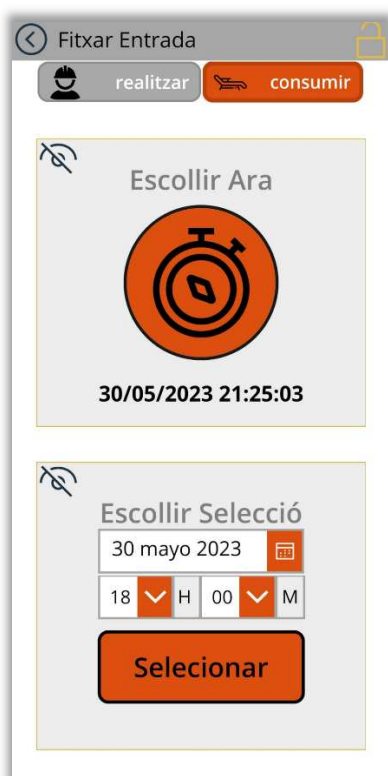 Fitxar Entrada
realitzar consumir
Escollir Ara
30/05/2023 21:25:03
Escollir Selecció
30 mayo 2023
18 H 00 M
Selecionar